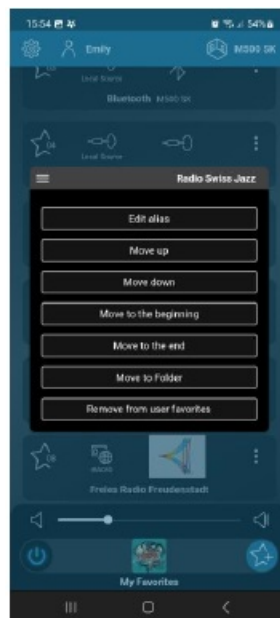 15:54 54%
Emily M500 SK
Local Source
Bluetooth M500 SK
04
Local Source
Radio Swiss Jazz
Edit alias
Move up
Move down
Move to the beginning
Move to the end
Move to Folder
Remove from user favorites
08
Freies Radio Freudenstadt
My Favorites